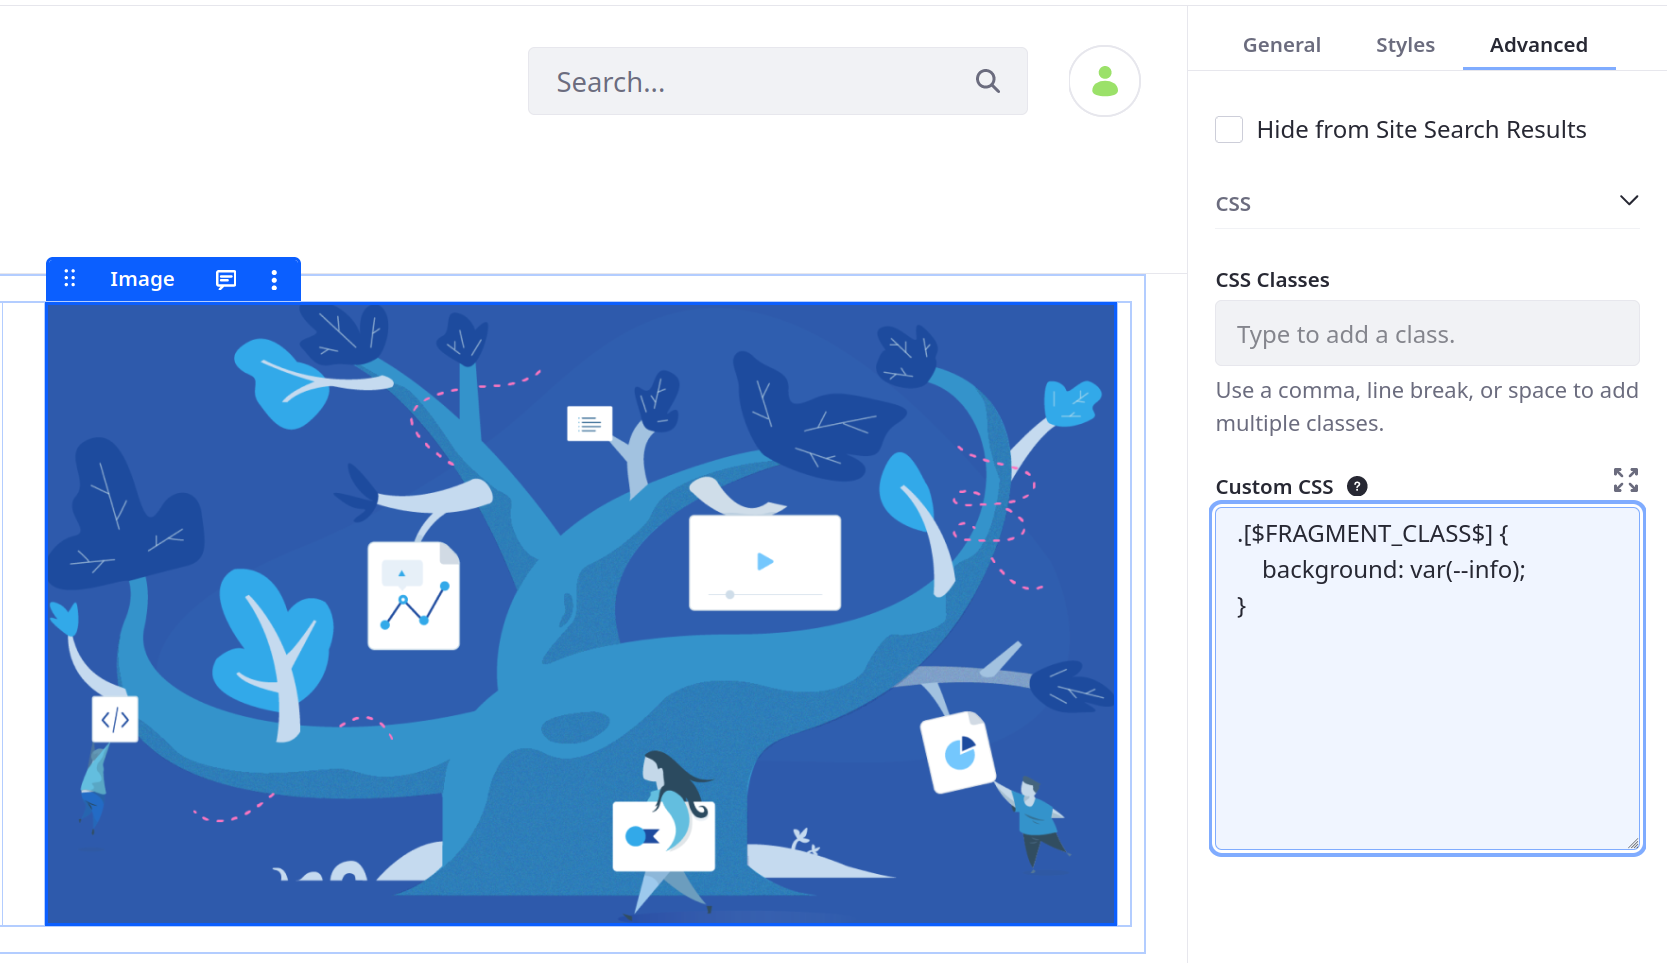 General Styles Advanced
Search...
Hide from Site Search Results
CSS
Image
CSS Classes
Type to add a class.
Use a comma, line break, or space to add
multiple classes.
Custom CSS ?
.[$FRAGMENT_CLASS$] {
    background: var(--info);
}
</>